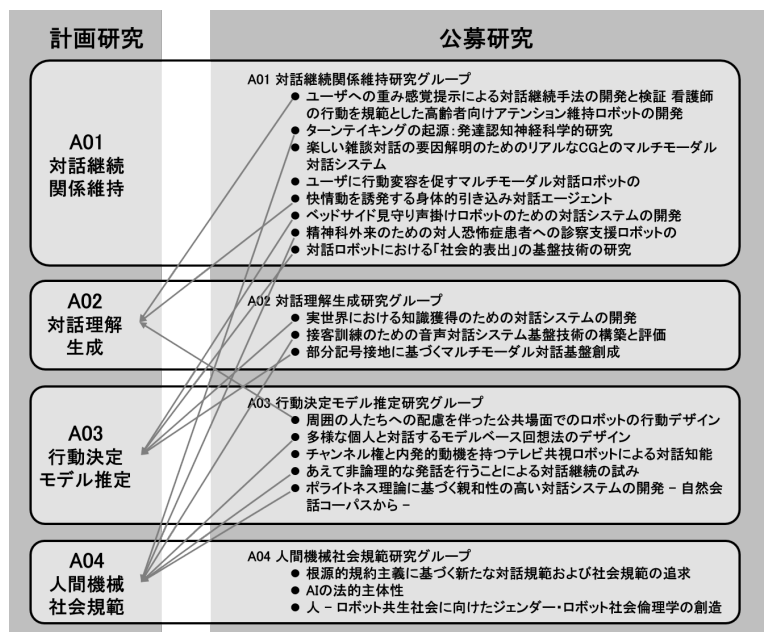 計画研究
公募研究
A01
対話継続
関係維持
A01 対話継続関係維持研究グループ
● ユーザへの重み感覚提示による対話継続手法の開発と検証 看護師
の行動を規範とした高齢者向けアテンション維持ロボットの開発
● ターンテイキングの起源：発達認知神経科学的研究
● 楽しい雑談対話の要因解明のためのリアルなCGとのマルチモーダル
対話システム
● ユーザに行動変容を促すマルチモーダル対話ロボットの
● 快情動を誘発する身体的引き込み対話エージェント
● ベッドサイド見守り声掛けロボットのための対話システムの開発
● 精神科外来のための対人恐怖症患者への診察支援ロボットの
● 対話ロボットにおける「社会的表出」の基盤技術の研究
A02
対話理解
生成
A02 対話理解生成研究グループ
● 実世界における知識獲得のための対話システムの開発
● 接客訓練のための音声対話システム基盤技術の構築と評価
● 部分記号接地に基づくマルチモーダル対話基盤創成
A03
行動決定
モデル推定
A03 行動決定モデル推定研究グループ
● 周囲の人たちへの配慮を伴った公共場面でのロボットの行動デザイン
● 多様な個人と対話するモデルベース回想法のデザイン
● チャンネル権と内発的動機を持つテレビ共視ロボットによる対話知能
● あえて非論理的な発話を行うことによる対話継続の試み
● ポライトネス理論に基づく親和性の高い対話システムの開発 − 自然会
話コーパスから −
A04
人間機械
社会規範
A04 人間機械社会規範研究グループ
● 根源的規約主義に基づく新たな対話規範および社会規範の追求
● AIの法的主体性
● 人 − ロボット共生社会に向けたジェンダー・ロボット社会倫理学の創造